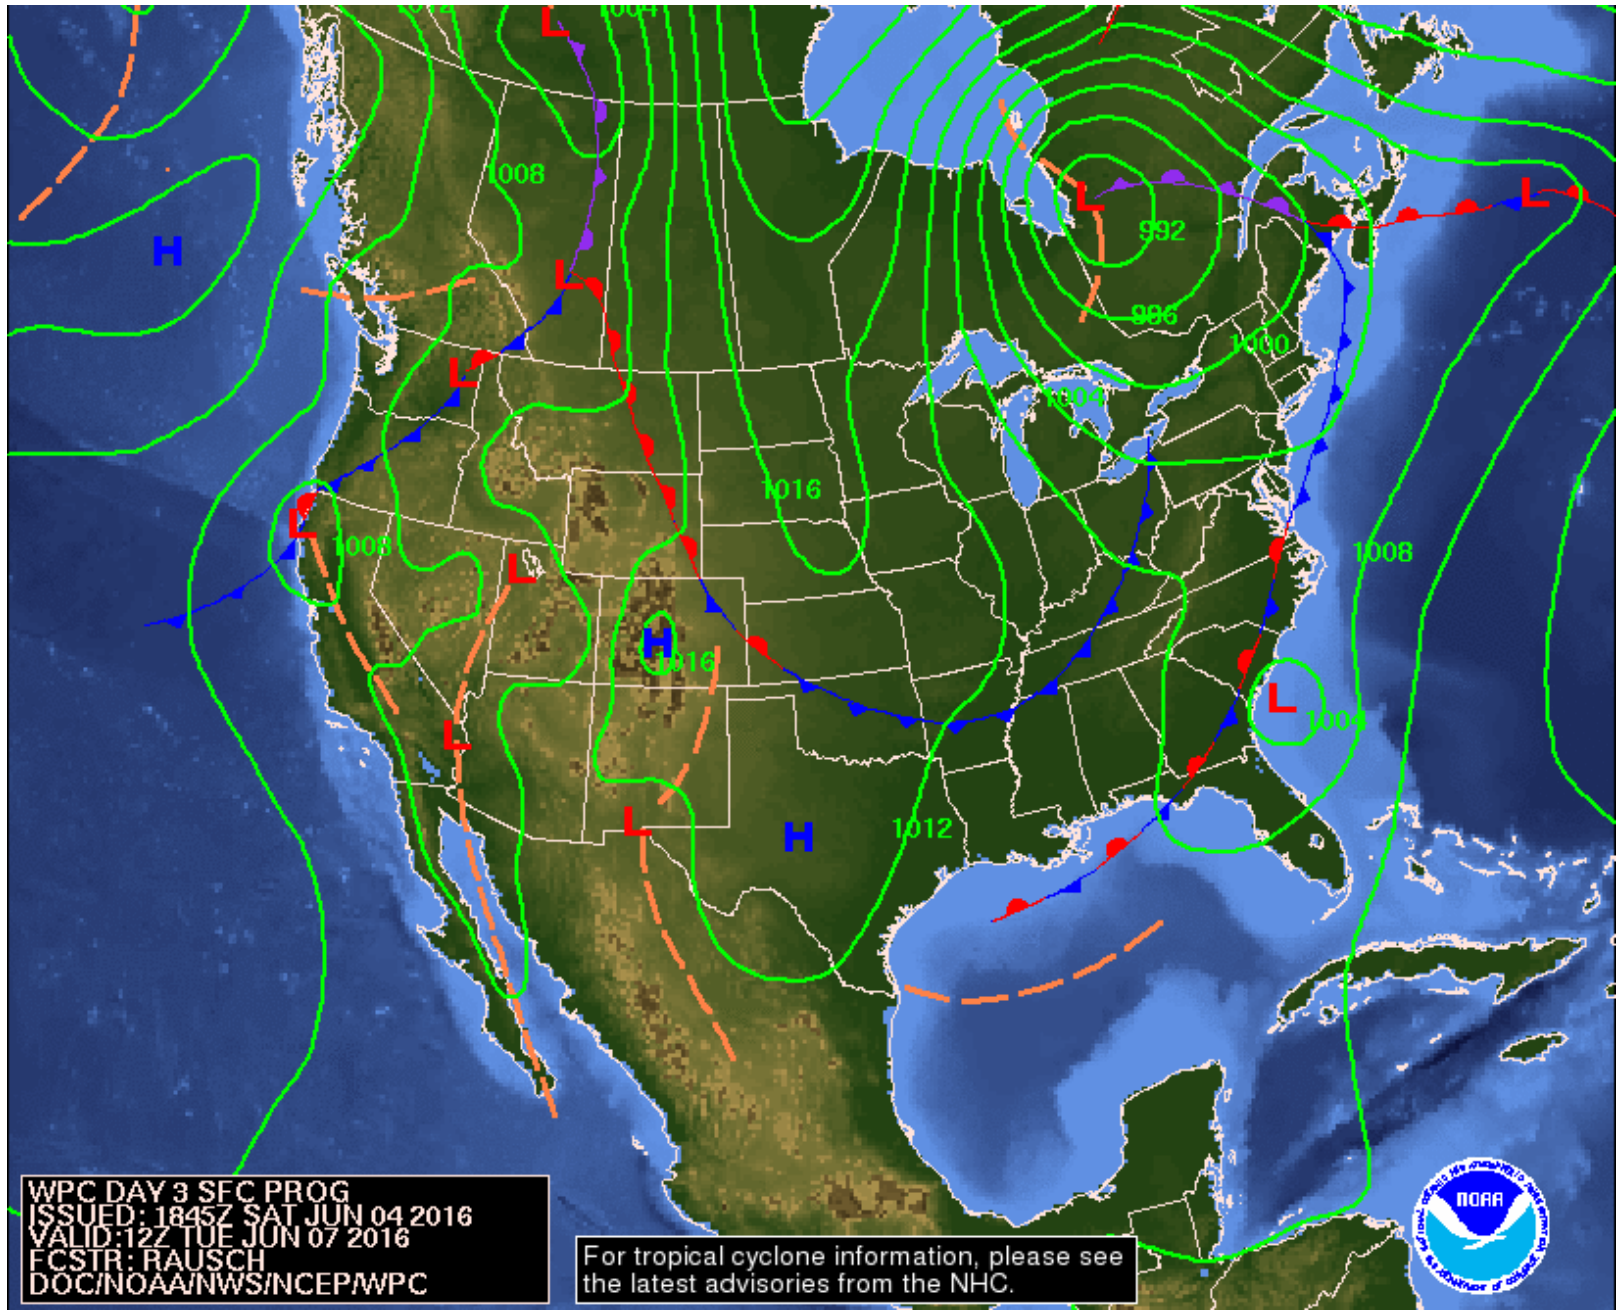 1012
1004
L
1008
H
L
992
L
L
996
1000
L
1004
1016
L
1008
L
1008
H
1016
L
1004
L
L
H
1012
NOAA
WPC DAY 3 SFC PROG
ISSUED: 1845Z SAT JUN 04 2016
VALID:12Z TUE JUN 07 2016
FCSTR: RAUSCH
DOC/NOAA/NWS/NCEP/WPC
For tropical cyclone information, please see
the latest advisories from the NHC.